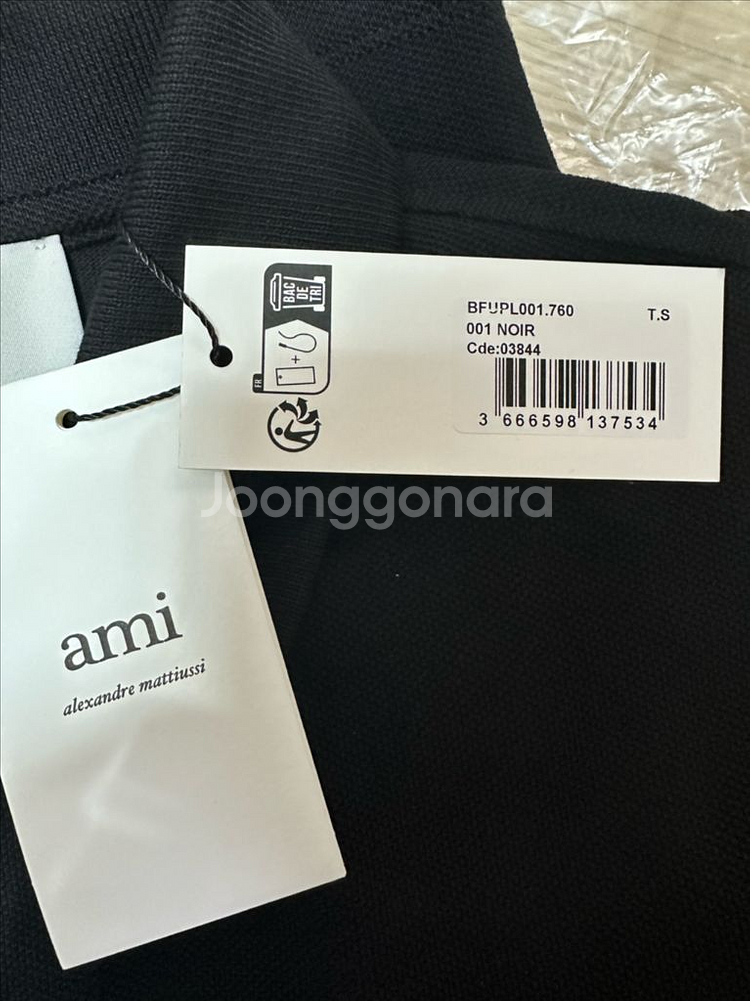 BAC
DE
TRI
+
FR
BFUPL001.760 T.S
001 NOIR
Cde:03844
3 666598 137534
Joonggonara
ami
alexandre mattiussi